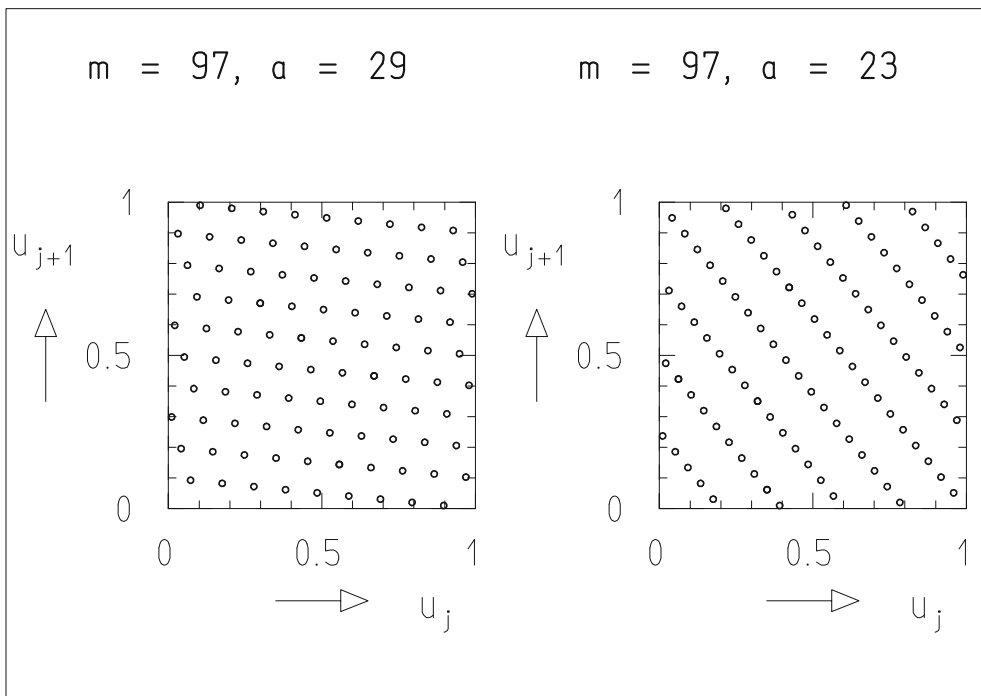 m = 97, a = 29
m = 97, a = 23
1
u_{j+1}
0.5
0
0
0.5
1
u_j
1
u_{j+1}
0.5
0
0
0.5
1
u_j